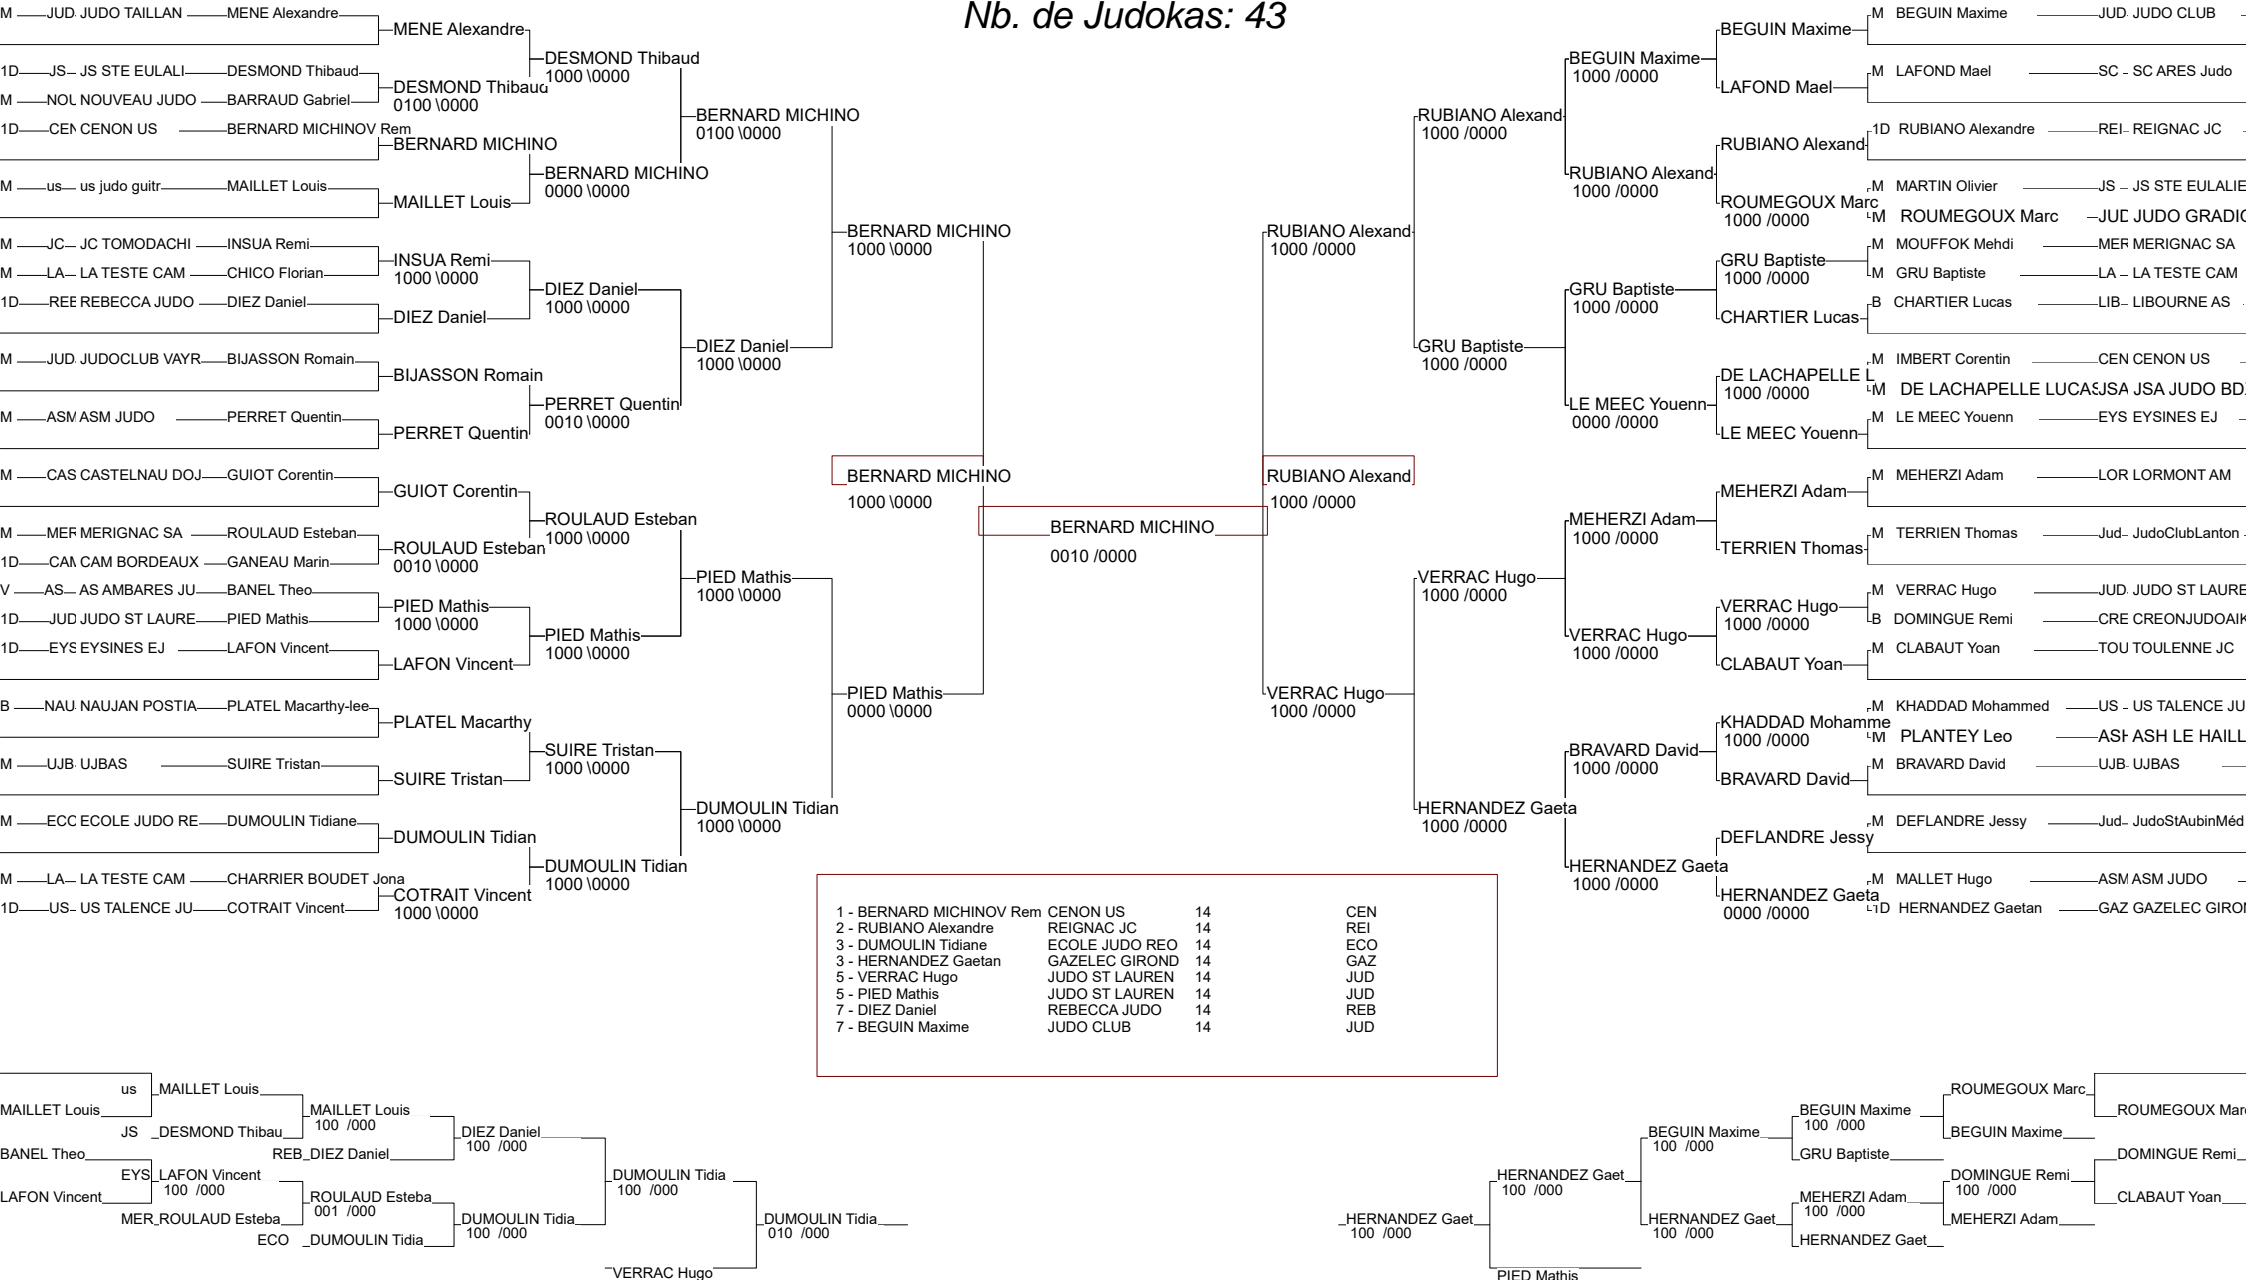 Nb. de Judokas: 43
M JUD JUDO TAILLAN MENE Alexandre
1D JS JS STE EULALI DESMOND Thibaud
M NOU NOUVEAU JUDO BARRAUD Gabriel
1D CEN CENON US BERNARD MICHINOV Rem
M us us judo guitr MAILLET Louis
M JC JC TOMODACHI INSUA Remi
M LA LA TESTE CAM CHICO Florian
1D REB REBECCA JUDO DIEZ Daniel
M JUD JUDOCLUB VAYR BIJASSON Romain
M ASM ASM JUDO PERRET Quentin
M CAS CASTELNAU DOJ GUIOT Corentin
M MER MERIGNAC SA ROULAUD Esteban
1D CAM CAM BORDEAUX GANEAU Marin
V AS AS AMBARES JU BANEL Theo
1D JUD JUDO ST LAURE PIED Mathis
1D EYS EYSINES EJ LAFON Vincent
B NAU NAUJAN POSTIA PLATEL Macarthy-lee
M UJB UJBAS SUIRE Tristan
M ECO ECOLE JUDO RE DUMOULIN Tidiane
M LA LA TESTE CAM CHARRIER BOUDET Jona
1D US US TALENCE JU COTRAIT Vincent
MENE Alexandre
DESMOND Thibaud
0100 \0000
BERNARD MICHINO
MAILLET Louis
INSUA Remi
1000 \0000
DIEZ Daniel
BIJASSON Romain
PERRET Quentin
GUIOT Corentin
ROULAUD Esteban
0010 \0000
PIED Mathis
1000 \0000
LAFON Vincent
PLATEL Macarthy
SUIRE Tristan
DUMOULIN Tidian
COTRAIT Vincent
1000 \0000
DESMOND Thibaud
1000 \0000
BERNARD MICHINO
0000 \0000
DIEZ Daniel
1000 \0000
PERRET Quentin
0010 \0000
ROULAUD Esteban
1000 \0000
PIED Mathis
1000 \0000
SUIRE Tristan
1000 \0000
DUMOULIN Tidian
1000 \0000
BERNARD MICHINO
0100 \0000
DIEZ Daniel
1000 \0000
PIED Mathis
1000 \0000
DUMOULIN Tidian
1000 \0000
BERNARD MICHINO
1000 \0000
PIED Mathis
0000 \0000
BERNARD MICHINO
1000 \0000
BERNARD MICHINO
0010 /0000
RUBIANO Alexand
1000 /0000
RUBIANO Alexand
1000 /0000
VERRAC Hugo
1000 /0000
RUBIANO Alexand
1000 /0000
GRU Baptiste
1000 /0000
VERRAC Hugo
1000 /0000
HERNANDEZ Gaeta
1000 /0000
BEGUIN Maxime
1000 /0000
RUBIANO Alexand
1000 /0000
GRU Baptiste
1000 /0000
LE MEEC Youenn
0000 /0000
MEHERZI Adam
1000 /0000
VERRAC Hugo
1000 /0000
BRAVARD David
1000 /0000
HERNANDEZ Gaeta
1000 /0000
BEGUIN Maxime
LAFOND Mael
RUBIANO Alexand
ROUMEGOUX Marc
1000 /0000
GRU Baptiste
1000 /0000
CHARTIER Lucas
DE LACHAPELLE L
1000 /0000
LE MEEC Youenn
MEHERZI Adam
TERRIEN Thomas
VERRAC Hugo
1000 /0000
CLABAUT Yoan
KHADDAD Mohamme
1000 /0000
BRAVARD David
DEFLANDRE Jessy
HERNANDEZ Gaeta
0000 /0000
M BEGUIN Maxime JUD JUDO CLUB
M LAFOND Mael SC SC ARES Judo
1D RUBIANO Alexandre REI REIGNAC JC
M MARTIN Olivier JS JS STE EULALIE
M ROUMEGOUX Marc JUD JUDO GRADIG
M MOUFFOK Mehdi MER MERIGNAC SA
M GRU Baptiste LA LA TESTE CAM
B CHARTIER Lucas LIB LIBOURNE AS
M IMBERT Corentin CEN CENON US
M DE LACHAPELLE LUCAS JSA JSA JUDO BDX
M LE MEEC Youenn EYS EYSINES EJ
M MEHERZI Adam LOR LORMONT AM
M TERRIEN Thomas Jud JudoClubLanton
M VERRAC Hugo JUD JUDO ST LAURE
B DOMINGUE Remi CRE CREONJUDOAIK
M CLABAUT Yoan TOU TOULENNE JC
M KHADDAD Mohammed US US TALENCE JU
M PLANTEY Leo ASH ASH LE HAILL
M BRAVARD David UJB UJBAS
M DEFLANDRE Jessy Jud JudoStAubinMéd
M MALLET Hugo ASM ASM JUDO
1D HERNANDEZ Gaetan GAZ GAZELEC GIRON
1 - BERNARD MICHINOV Rem CENON US 14 CEN
2 - RUBIANO Alexandre REIGNAC JC 14 REI
3 - DUMOULIN Tidiane ECOLE JUDO REO 14 ECO
3 - HERNANDEZ Gaetan GAZELEC GIROND 14 GAZ
5 - VERRAC Hugo JUDO ST LAUREN 14 JUD
5 - PIED Mathis JUDO ST LAUREN 14 JUD
7 - DIEZ Daniel REBECCA JUDO 14 REB
7 - BEGUIN Maxime JUDO CLUB 14 JUD
MAILLET Louis
BANEL Theo
LAFON Vincent
us MAILLET Louis
JS DESMOND Thibau
EYS LAFON Vincent
100 /000
MER ROULAUD Esteba
MAILLET Louis
100 /000
REB DIEZ Daniel
ROULAUD Esteba
001 /000
ECO DUMOULIN Tidia
DIEZ Daniel
100 /000
DUMOULIN Tidia
100 /000
DUMOULIN Tidia
100 /000
VERRAC Hugo
DUMOULIN Tidia
010 /000
HERNANDEZ Gaet
100 /000
HERNANDEZ Gaet
100 /000
PIED Mathis
BEGUIN Maxime
100 /000
HERNANDEZ Gaet
100 /000
BEGUIN Maxime
100 /000
GRU Baptiste
MEHERZI Adam
100 /000
HERNANDEZ Gaet
ROUMEGOUX Marc
BEGUIN Maxime
DOMINGUE Remi
100 /000
MEHERZI Adam
ROUMEGOUX Marc
DOMINGUE Remi
CLABAUT Yoan